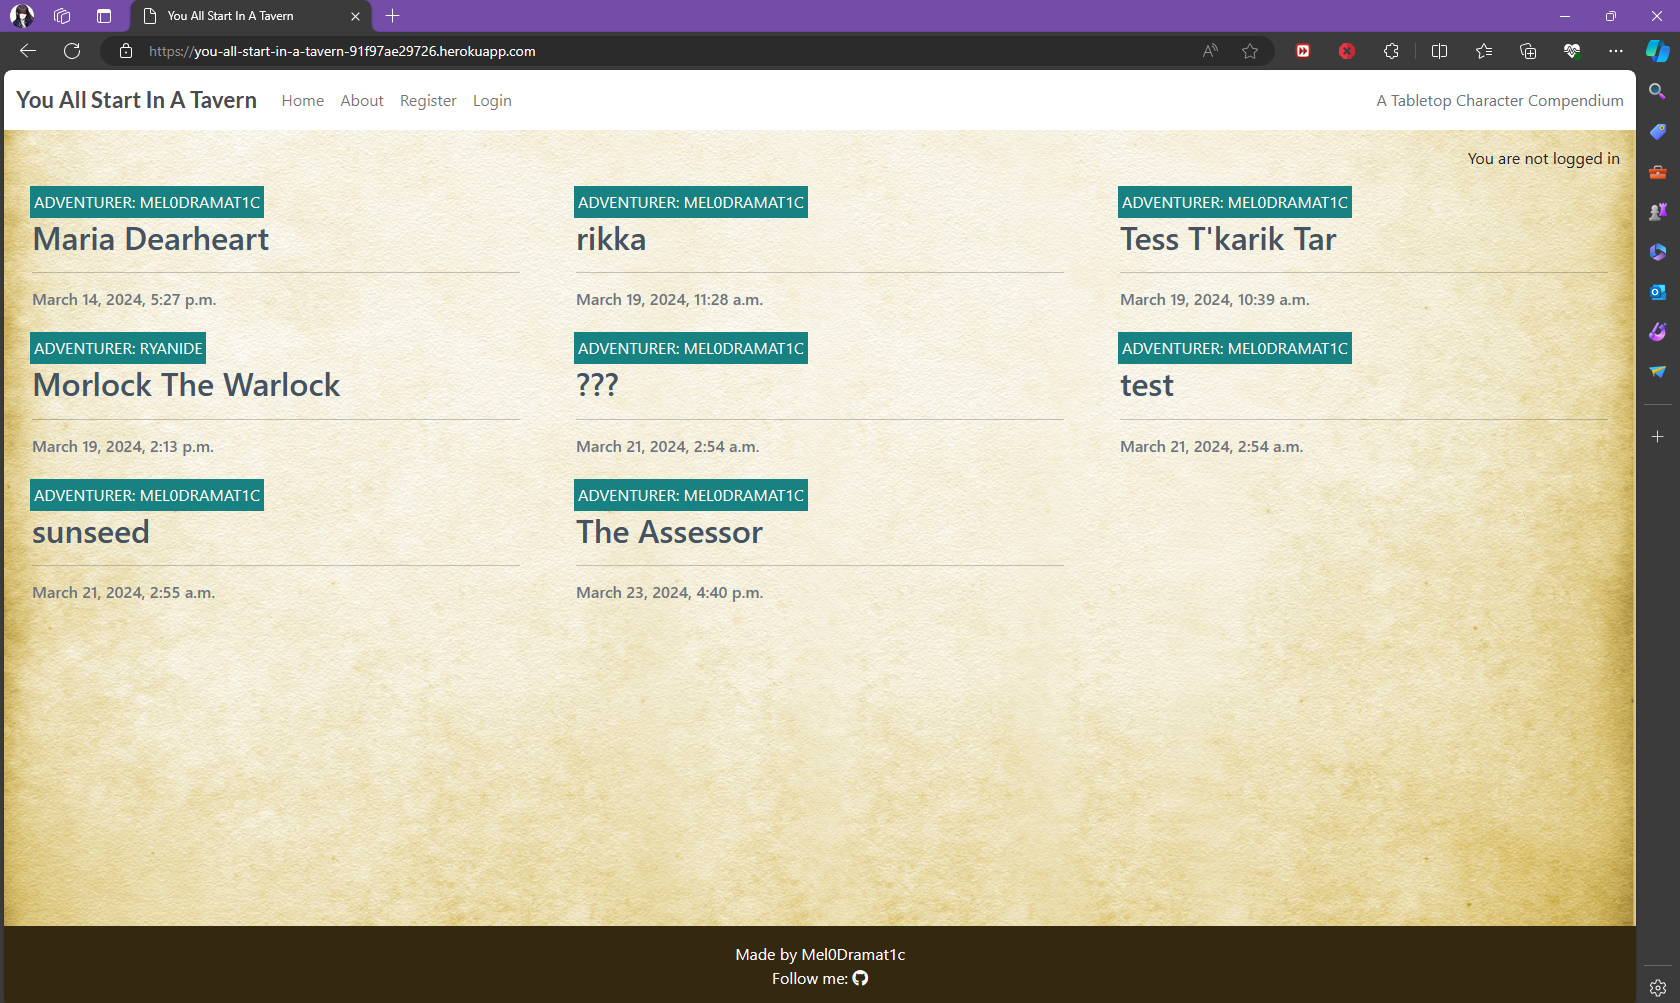 You All Start In A Tavern
https://you-all-start-in-a-tavern-91f97ae29726.herokuapp.com
You All Start In A Tavern Home About Register Login A Tabletop Character Compendium
You are not logged in
ADVENTURER: MEL0DRAMAT1C
Maria Dearheart
March 14, 2024, 5:27 p.m.
ADVENTURER: MEL0DRAMAT1C
rikka
March 19, 2024, 11:28 a.m.
ADVENTURER: MEL0DRAMAT1C
Tess T'karik Tar
March 19, 2024, 10:39 a.m.
ADVENTURER: RYANIDE
Morlock The Warlock
March 19, 2024, 2:13 p.m.
ADVENTURER: MEL0DRAMAT1C
???
March 21, 2024, 2:54 a.m.
ADVENTURER: MEL0DRAMAT1C
test
March 21, 2024, 2:54 a.m.
ADVENTURER: MEL0DRAMAT1C
sunseed
March 21, 2024, 2:55 a.m.
ADVENTURER: MEL0DRAMAT1C
The Assessor
March 23, 2024, 4:40 p.m.
Made by Mel0Dramat1c
Follow me: